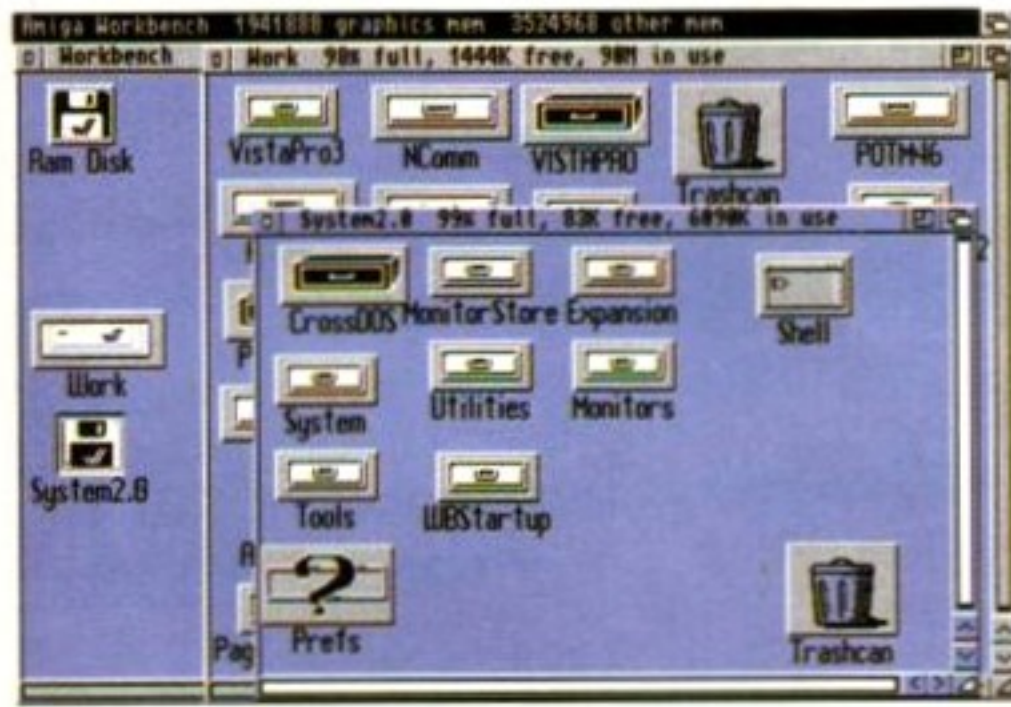 Amiga Workbench 1941888 graphics mem 3524968 other mem
Workbench
Work 98% full, 1444K free, 98M in use
Ram Disk
VistaPro3
NComm
VISTAPRO
Trashcan
POTM46
System2.0 99% full, 83K free, 6090K in use
CrossDOS
MonitorStore
Expansion
Shell
Work
System
Utilities
Monitors
System2.0
Tools
WBStartup
Prefs
Trashcan
Pag